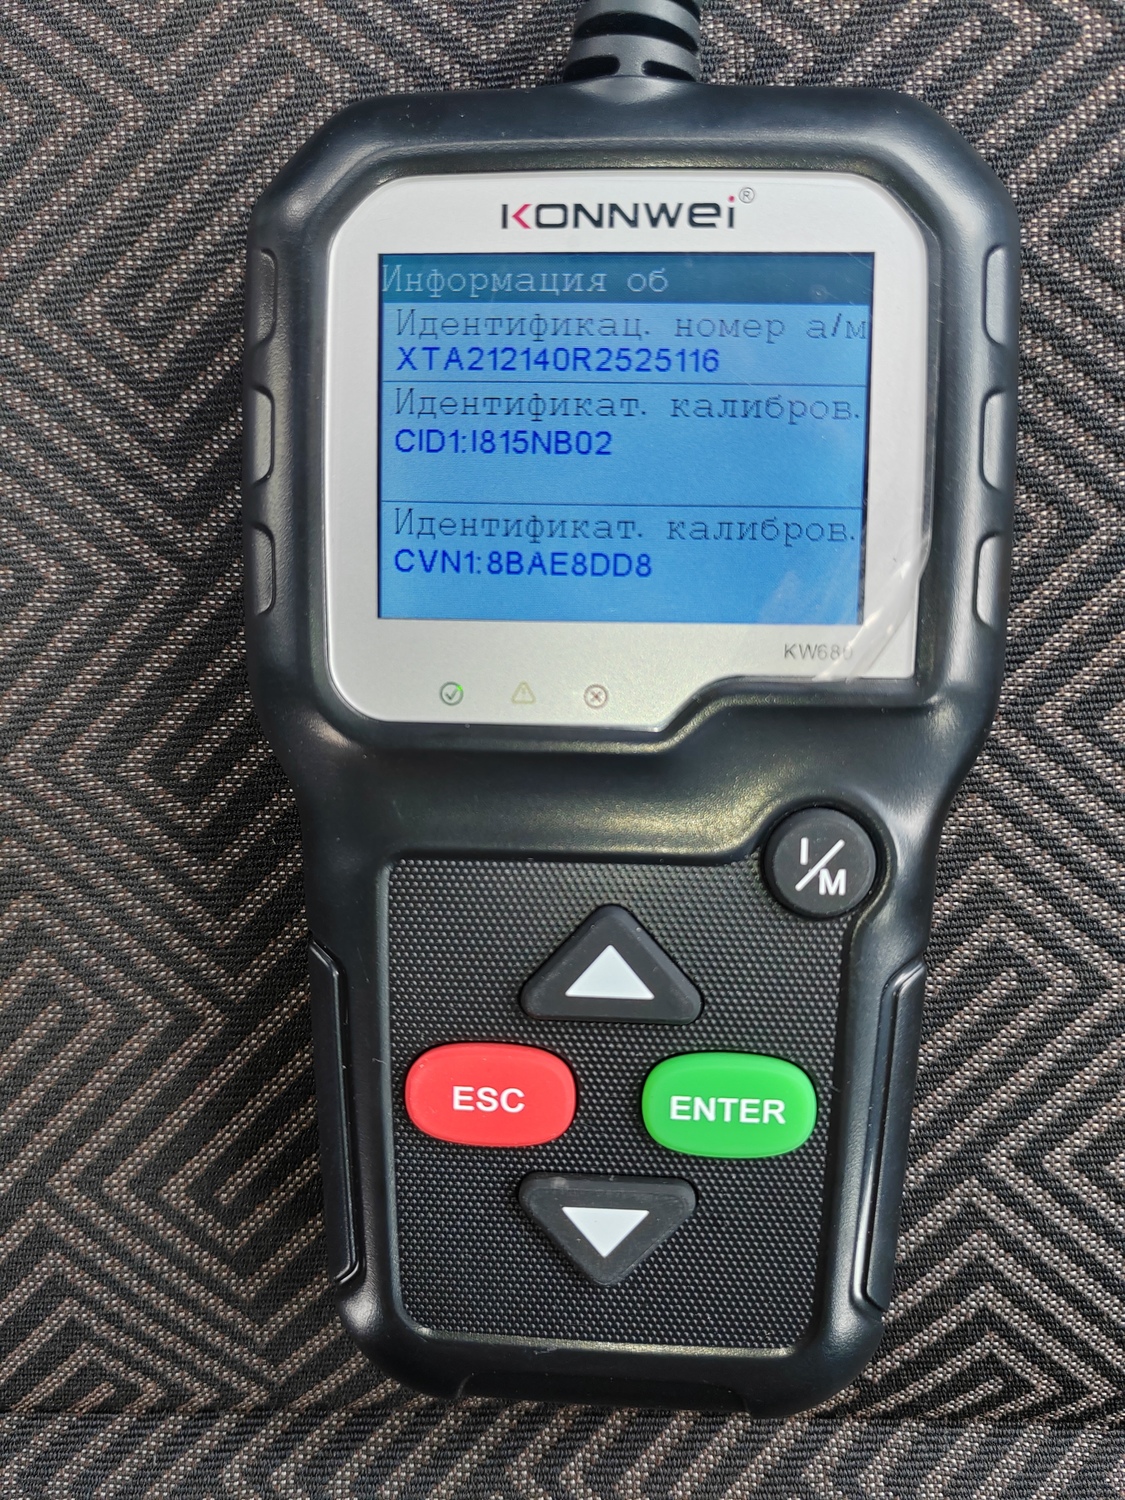 KONNWEI®
Информация об
Идентификац. номер а/м
XTA212140R2525116
Идентификат. калибров.
CID1:I815NB02
Идентификат. калибров.
CVN1:8BAE8DD8
I/M
ESC
ENTER